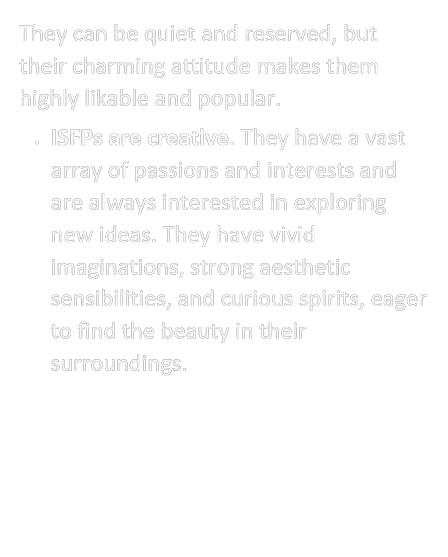 They can be quiet and reserved, but
their charming attitude makes them
highly likable and popular.
. ISFPs are creative. They have a vast
array of passions and interests and
are always interested in exploring
new ideas. They have vivid
imaginations, strong aesthetic
sensibilities, and curious spirits, eager
to find the beauty in their
surroundings.